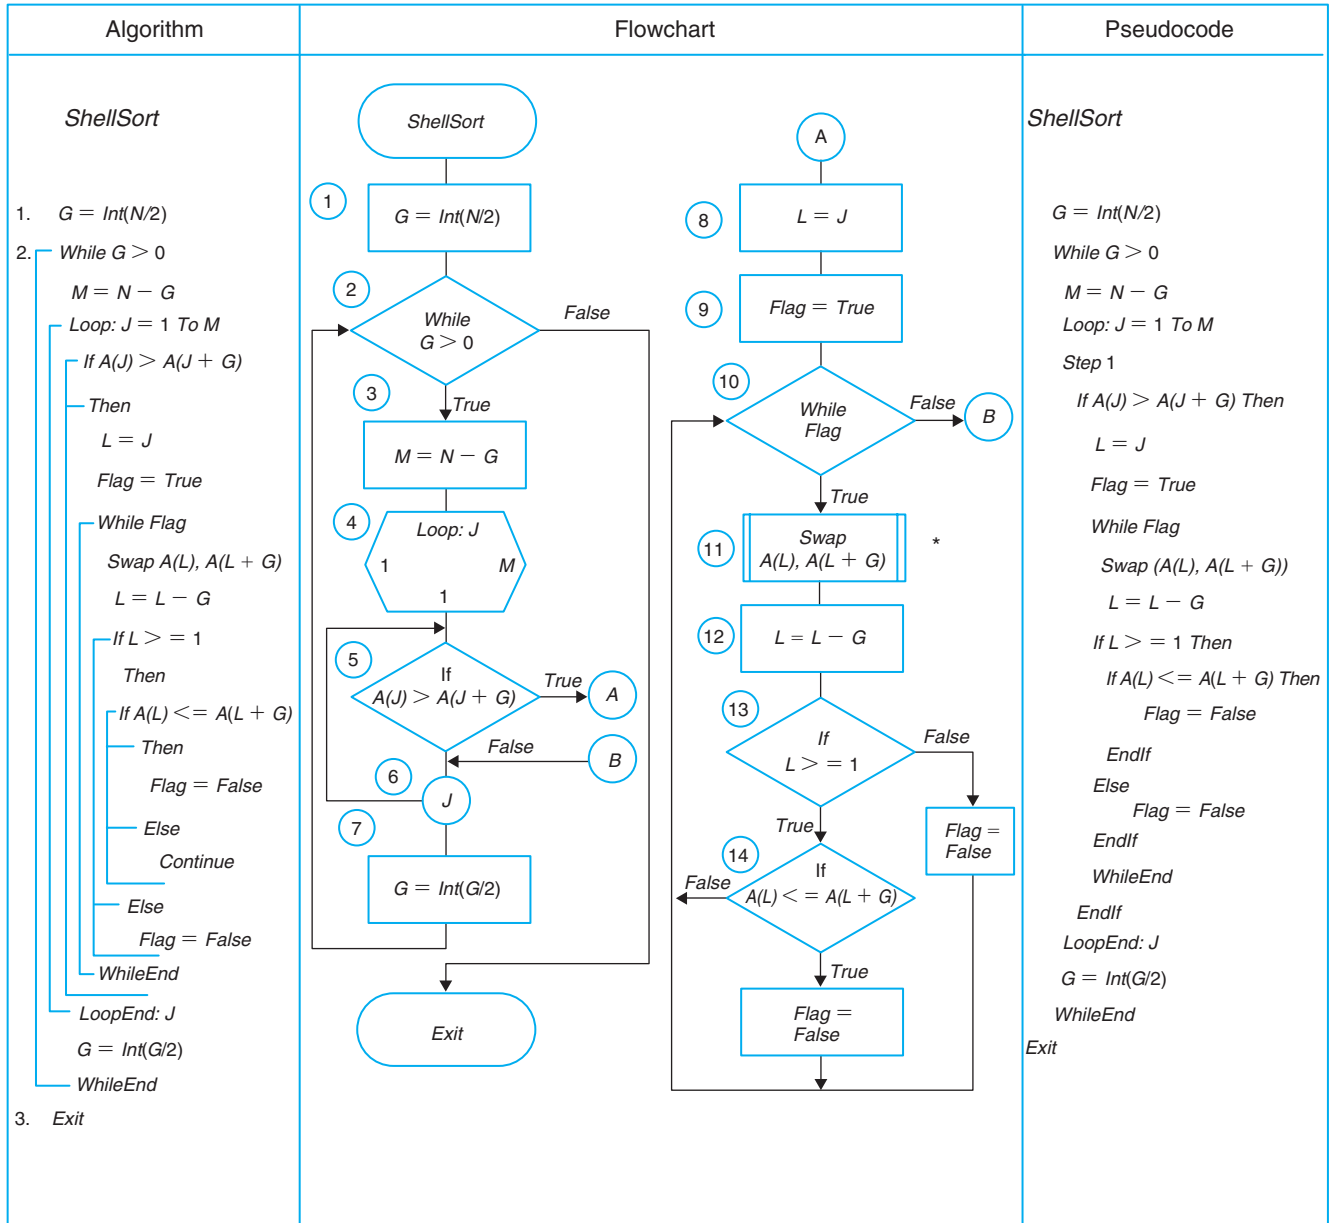 Algorithm
Flowchart
Pseudocode
ShellSort
1. G = Int(N/2)
2. While G > 0
M = N − G
Loop: J = 1 To M
If A(J) > A(J + G)
Then
L = J
Flag = True
While Flag
Swap A(L), A(L + G)
L = L − G
If L > = 1
Then
If A(L) <= A(L + G)
Then
Flag = False
Else
Continue
Else
Flag = False
WhileEnd
LoopEnd: J
G = Int(G/2)
WhileEnd
3. Exit
ShellSort
1
G = Int(N/2)
2
While
G > 0
False
3
True
M = N − G
4
Loop: J
1 M
1
5
If
A(J) > A(J + G)
True
A
False
B
6
J
7
G = Int(G/2)
Exit
A
8
L = J
9
Flag = True
10
While
Flag
False
B
True
11
Swap
A(L), A(L + G)
*
12
L = L − G
13
If
L > = 1
False
True
Flag =
False
14
If
A(L) < = A(L + G)
False
True
Flag =
False
ShellSort
G = Int(N/2)
While G > 0
M = N − G
Loop: J = 1 To M
Step 1
If A(J) > A(J + G) Then
L = J
Flag = True
While Flag
Swap (A(L), A(L + G))
L = L − G
If L > = 1 Then
If A(L) <= A(L + G) Then
Flag = False
EndIf
Else
Flag = False
EndIf
WhileEnd
EndIf
LoopEnd: J
G = Int(G/2)
WhileEnd
Exit